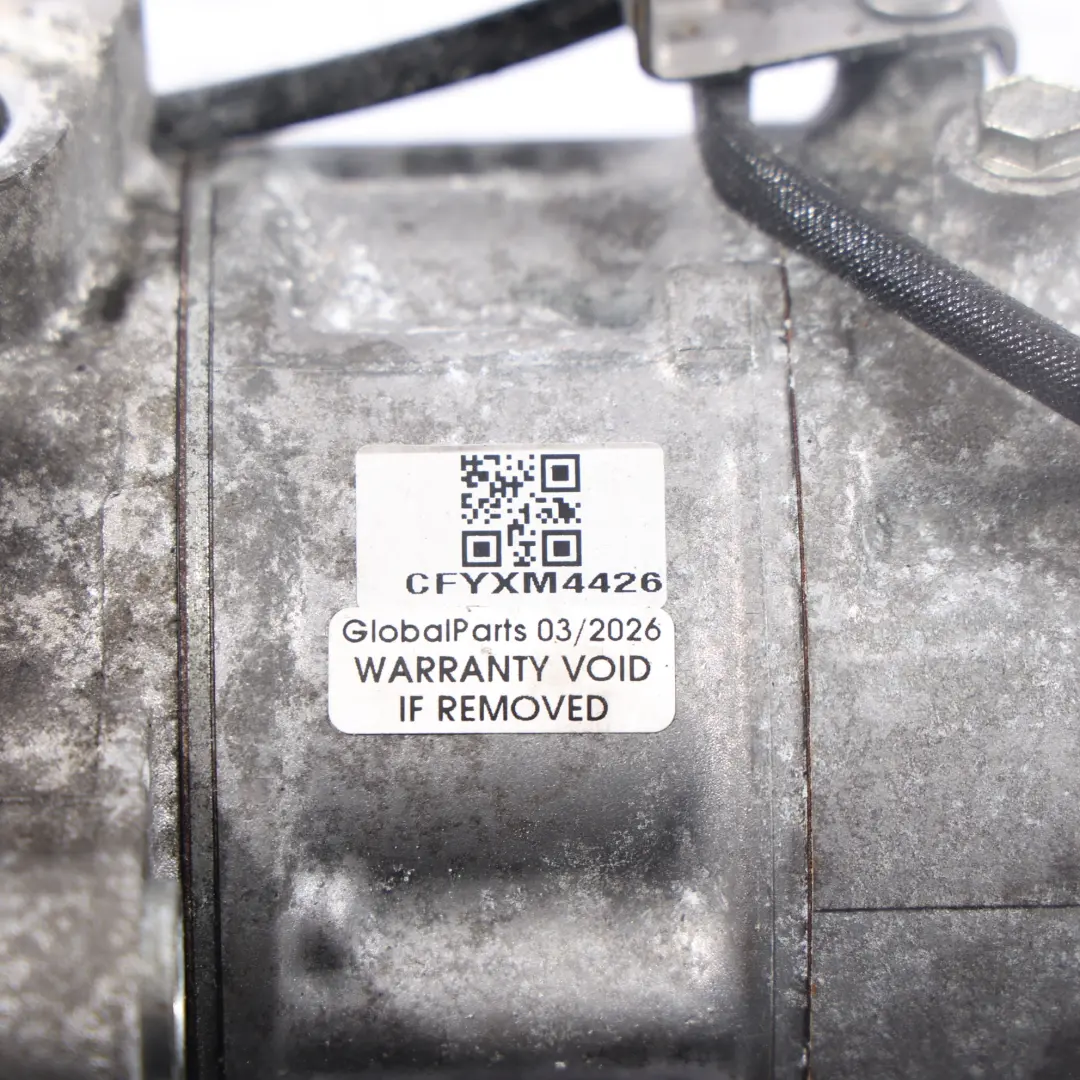 CFYXM4426
GlobalParts 03/2026
WARRANTY VOID
IF REMOVED